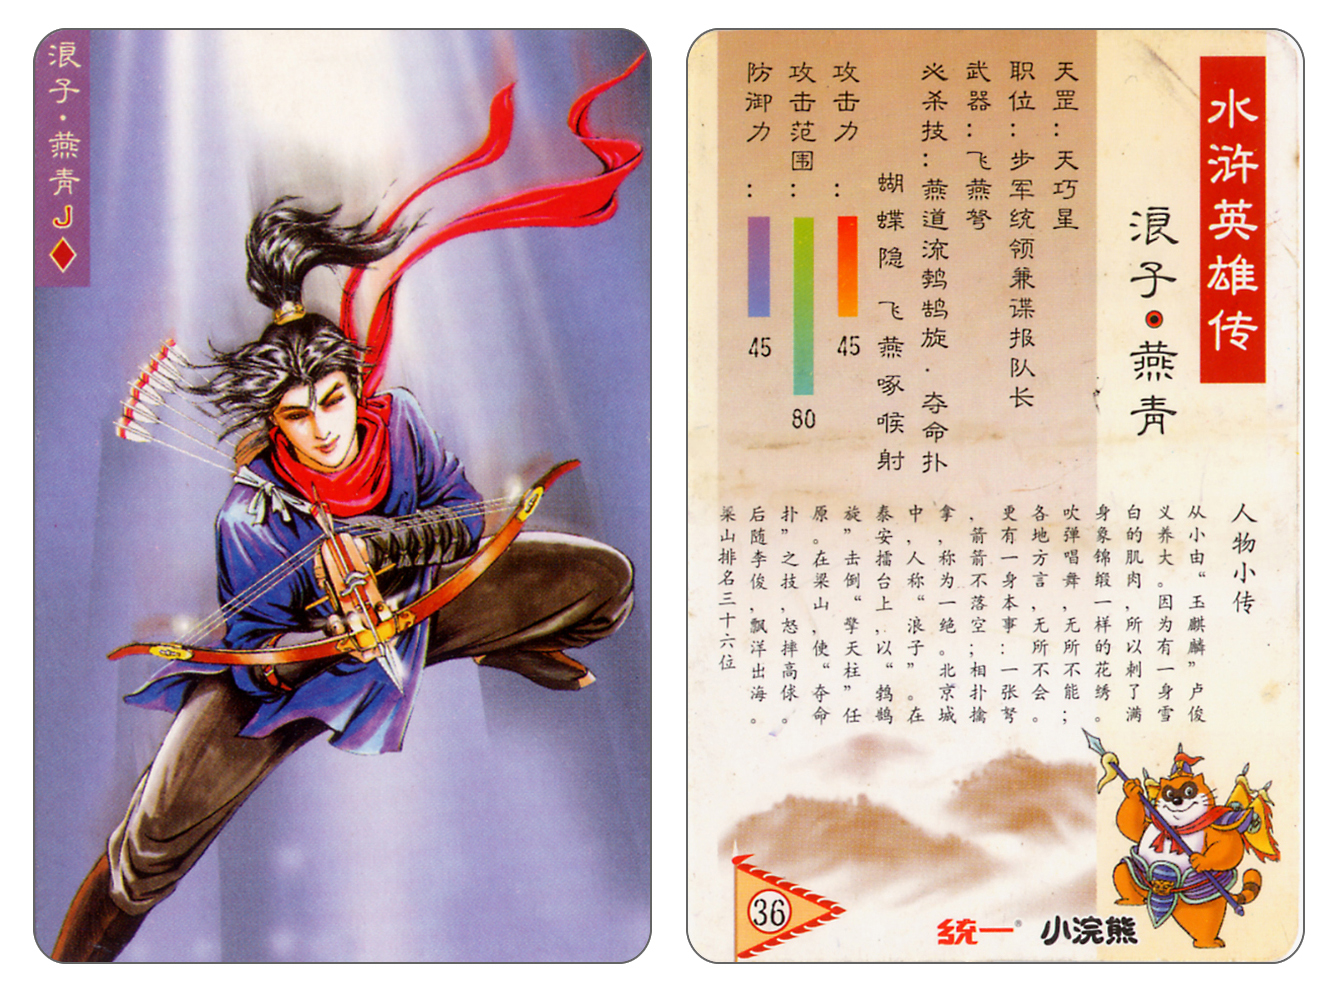 浪子·燕青J♦
水浒英雄传
浪子·燕青
天罡：天巧星
职位：步军统领兼谍报队长
武器：飞燕弩
必杀技：燕道流鹁鸪旋·夺命扑
蝴蝶隐 飞燕啄喉射
攻击力：45
攻击范围：80
防御力：45
人物小传
从小由“玉麒麟”卢俊
义养大。因为有一身雪
白的肌肉，所以刺了满
身象锦缎一样的花绣。
吹弹唱舞，无所不能；
各地方言，无所不会。
更有一身本事：一张弩
，箭箭不落空；相扑擒
拿，称为一绝。北京城
中，人称“浪子”。在
泰安擂台上，以“鹁鸪
旋”击倒“擎天柱”任
原。在梁山，使“夺命
扑”之技，怒摔高俅。
后随李俊，飘洋出海。
梁山排名三十六位
36
统一® 小浣熊